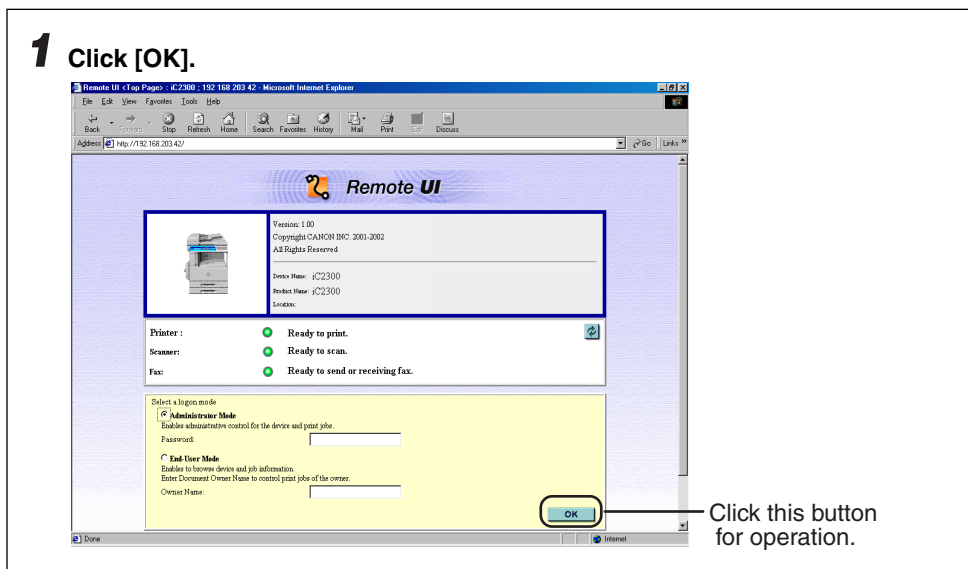 1 Click [OK].
Remote UI <Top Page> : iC2300 ; 192 168 203 42 - Microsoft Internet Explorer
File Edit View Favorites Tools Help
Back Forward Stop Refresh Home Search Favorites History Mail Print Edit Discuss
Address http://192.168.203.42/ Go Links »
Remote UI
Version: 1.00
Copyright CANON INC. 2001-2002
All Rights Reserved
Device Name: iC2300
Product Name: iC2300
Location:
Printer : Ready to print.
Scanner: Ready to scan.
Fax: Ready to send or receiving fax.
Select a logon mode
Administrator Mode
Enables administrative control for the device and print jobs.
Password:
End-User Mode
Enables to browse device and job information.
Enter Document Owner Name to control print jobs of the owner.
Owner Name:
OK
Click this button
for operation.
Done Internet